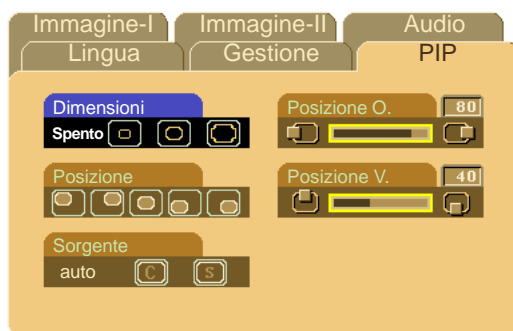 Immagine-I Immagine-II Audio
Lingua Gestione PIP
Dimensioni
Spento
Posizione
Sorgente
auto C S
Posizione O. 80
Posizione V. 40